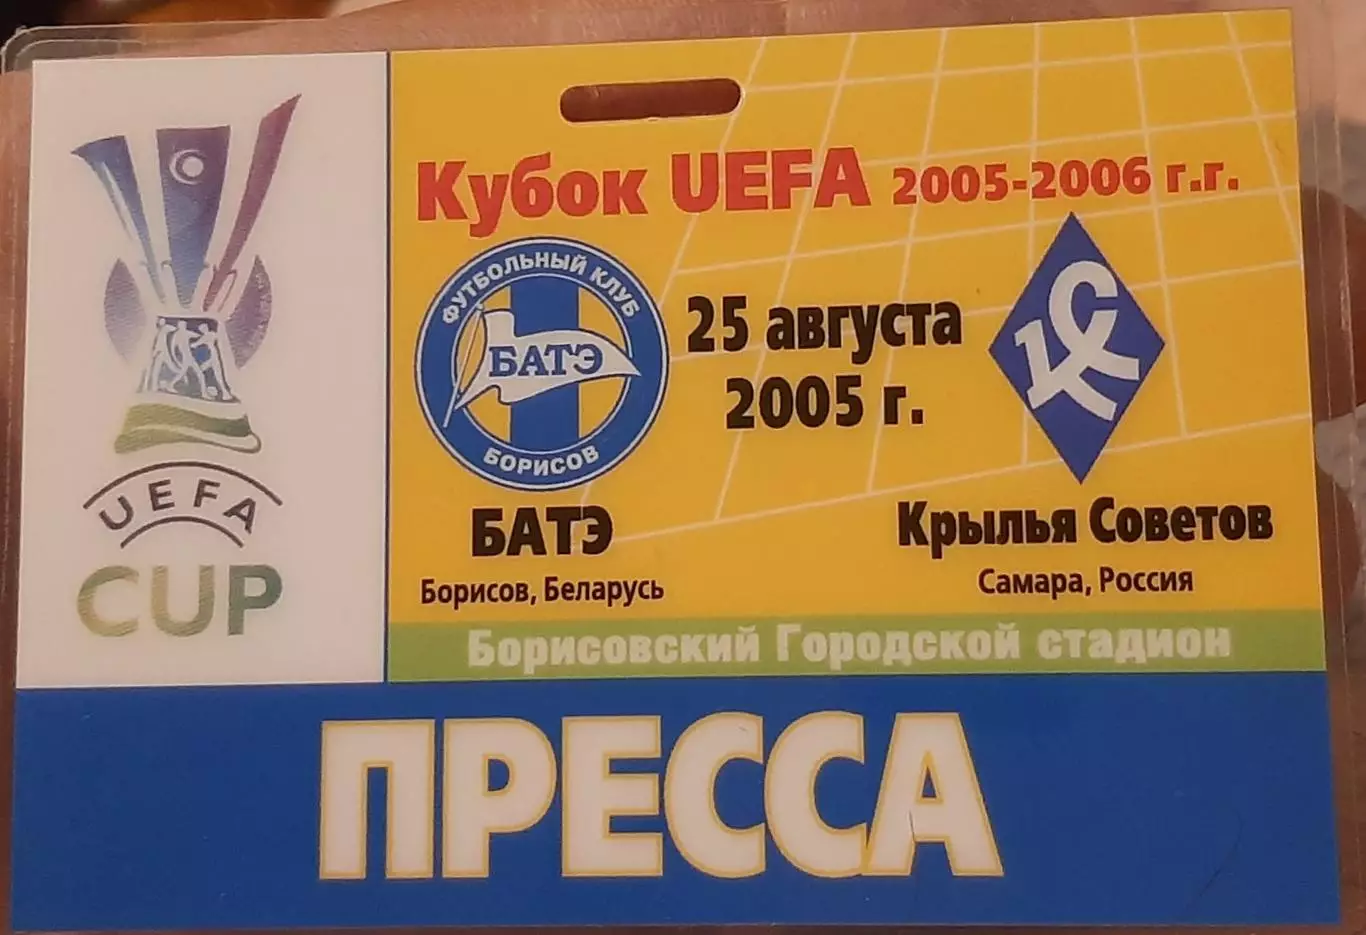 Кубок UEFA 2005-2006 г.г.
ФУТБОЛЬНЫЙ КЛУБ
БАТЭ
БОРИСОВ
25 августа
2005 г.
КС
UEFA
CUP
БАТЭ
Борисов, Беларусь
Крылья Советов
Самара, Россия
Борисовский Городской стадион
ПРЕССА